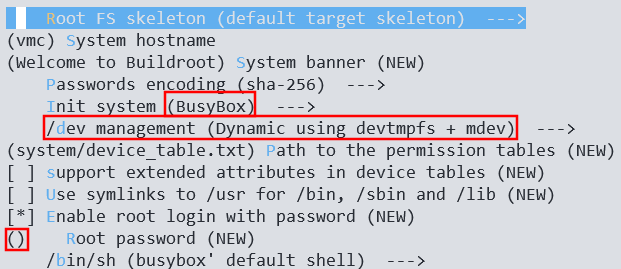 Root FS skeleton (default target skeleton)  --->
(vmc) System hostname
(Welcome to Buildroot) System banner (NEW)
Passwords encoding (sha-256)  --->
Init system (BusyBox)  --->
/dev management (Dynamic using devtmpfs + mdev)  --->
(system/device_table.txt) Path to the permission tables (NEW)
[ ] support extended attributes in device tables (NEW)
[ ] Use symlinks to /usr for /bin, /sbin and /lib (NEW)
[*] Enable root login with password (NEW)
()    Root password (NEW)
/bin/sh (busybox' default shell)  --->